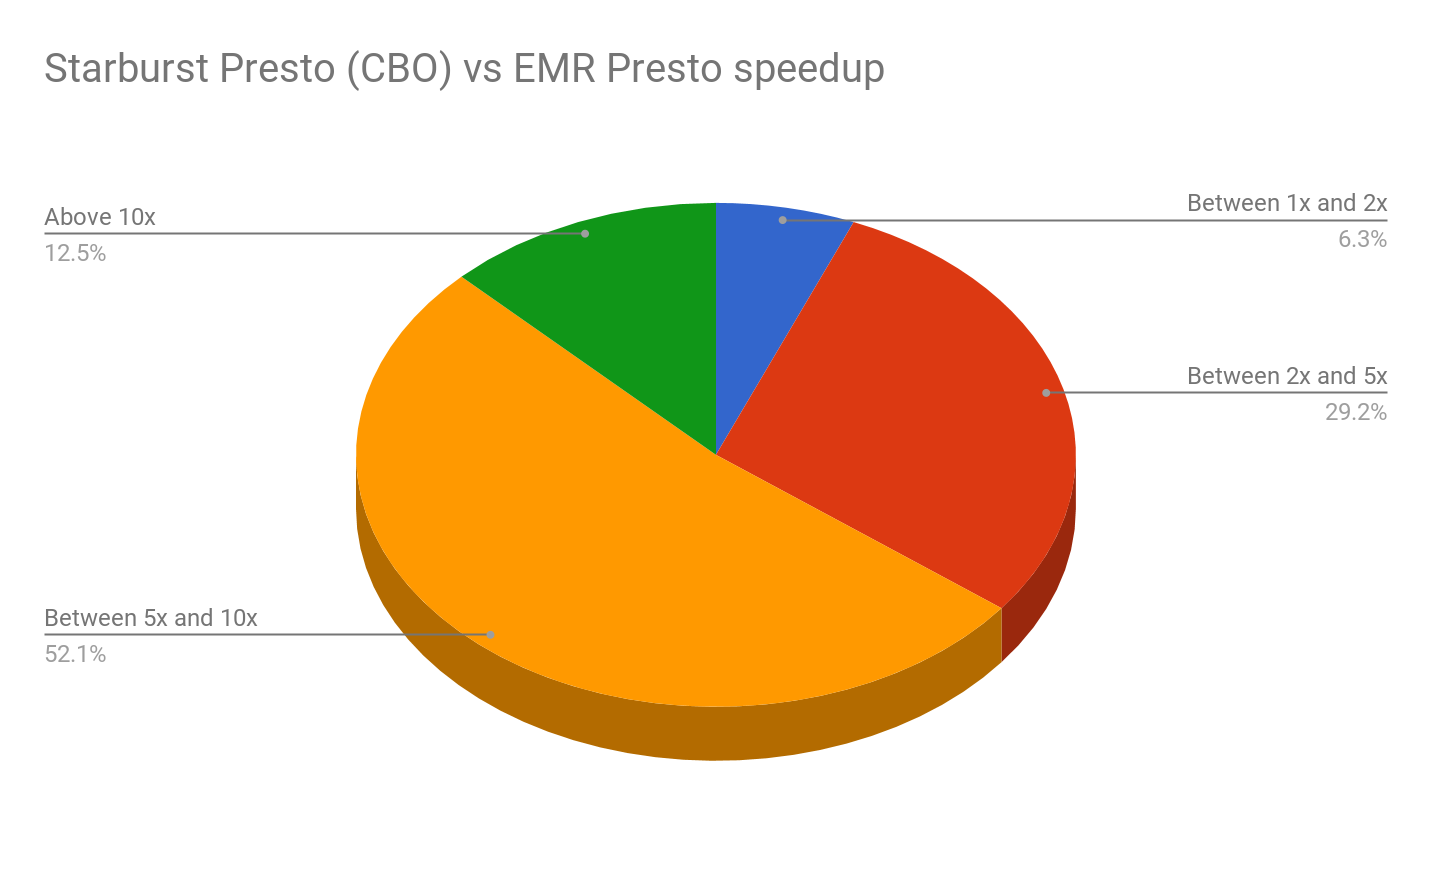 Starburst Presto (CBO) vs EMR Presto speedup
Above 10x
12.5%
Between 1x and 2x
6.3%
Between 2x and 5x
29.2%
Between 5x and 10x
52.1%